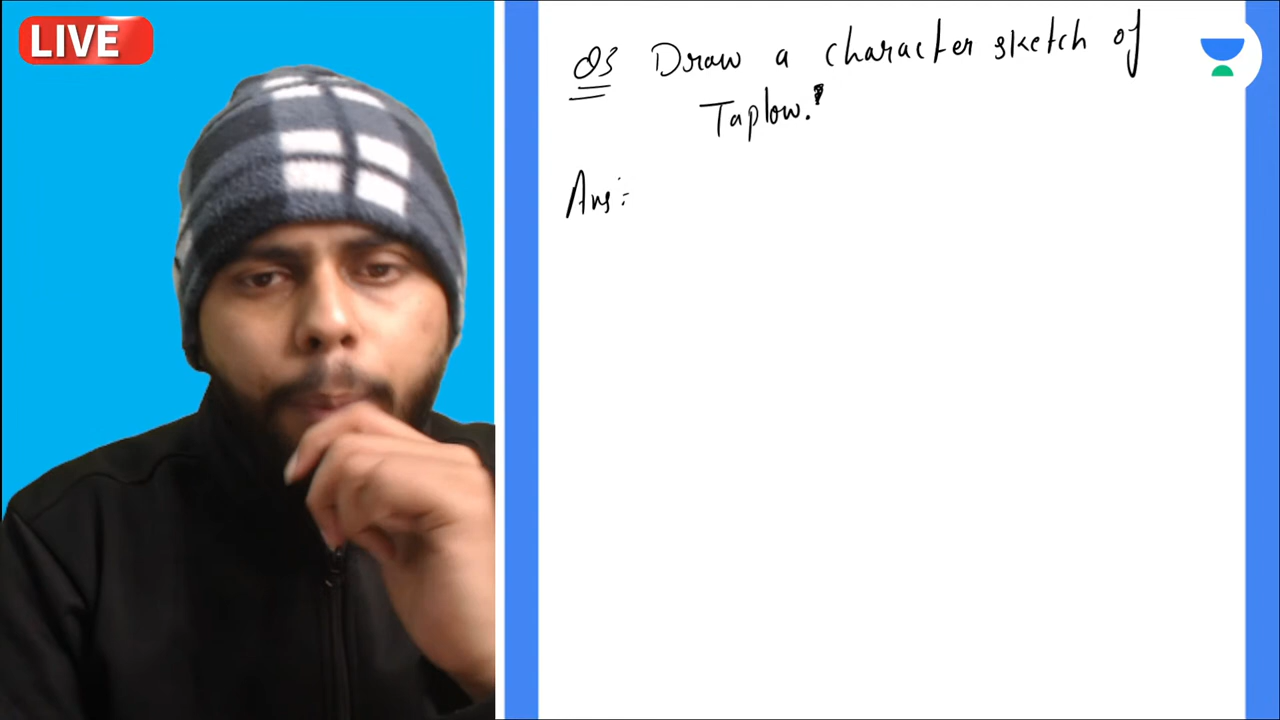 LIVE
Q3 Draw a character sketch of
Taplow.
Ans:-